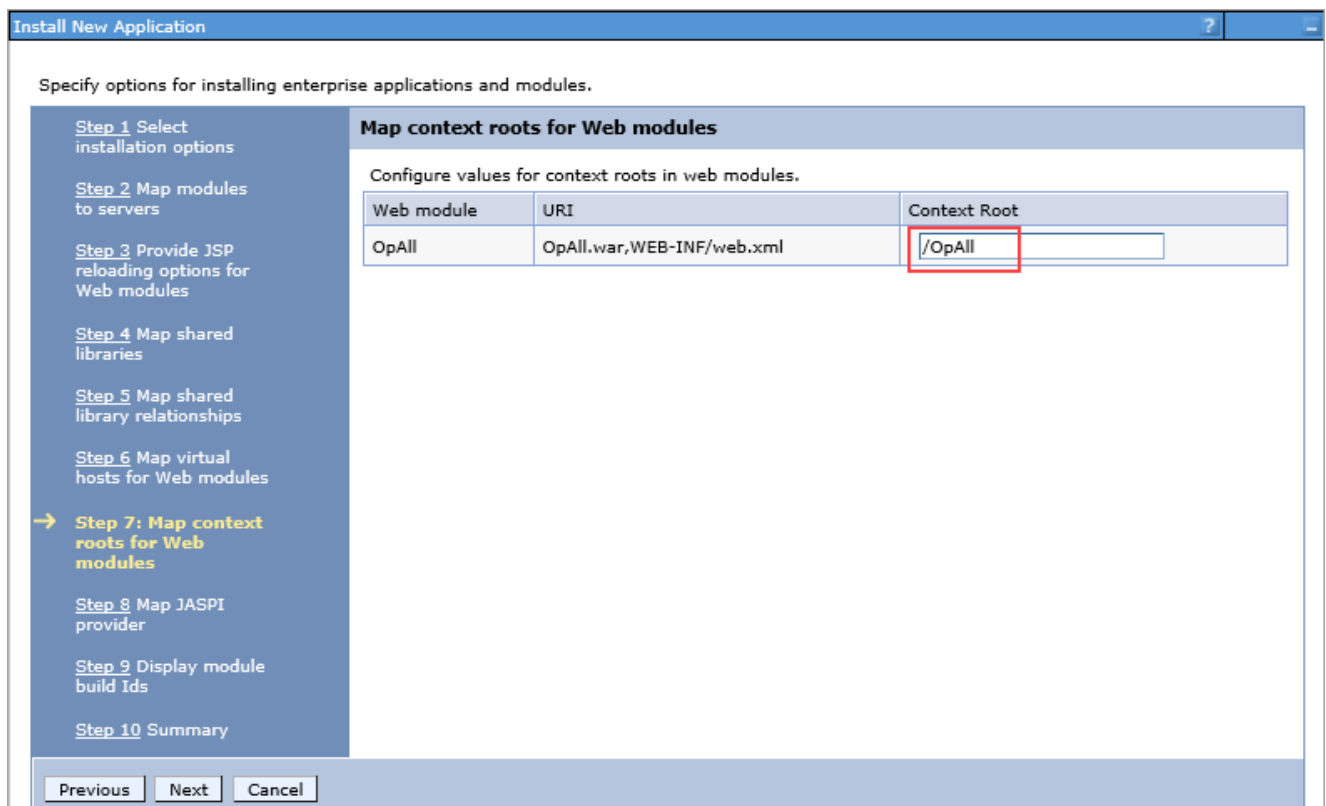 Install New Application
?
Specify options for installing enterprise applications and modules.
Step 1 Select
installation options
Step 2 Map modules
to servers
Step 3 Provide JSP
reloading options for
Web modules
Step 4 Map shared
libraries
Step 5 Map shared
library relationships
Step 6 Map virtual
hosts for Web modules
Step 7: Map context
roots for Web
modules
Step 8 Map JASPI
provider
Step 9 Display module
build Ids
Step 10 Summary
Map context roots for Web modules
Configure values for context roots in web modules.
Web module URI Context Root
OpAll OpAll.war,WEB-INF/web.xml /OpAll
Previous Next Cancel